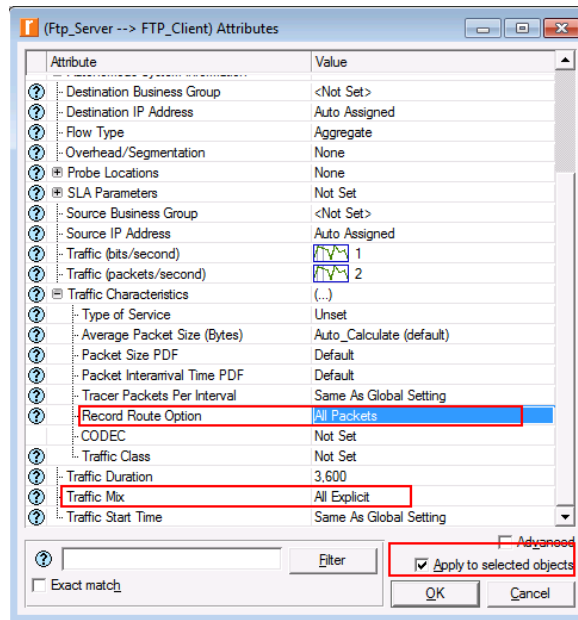 (Ftp_Server --> FTP_Client) Attributes
Attribute Value
Destination Business Group <Not Set>
Destination IP Address Auto Assigned
Flow Type Aggregate
Overhead/Segmentation None
Probe Locations None
SLA Parameters Not Set
Source Business Group <Not Set>
Source IP Address Auto Assigned
Traffic (bits/second) 1
Traffic (packets/second) 2
Traffic Characteristics (...)
Type of Service Unset
Average Packet Size (Bytes) Auto_Calculate (default)
Packet Size PDF Default
Packet Interarrival Time PDF Default
Tracer Packets Per Interval Same As Global Setting
Record Route Option All Packets
CODEC Not Set
Traffic Class Not Set
Traffic Duration 3,600
Traffic Mix All Explicit
Traffic Start Time Same As Global Setting
Advanced
Filter
Apply to selected objects
Exact match
OK Cancel